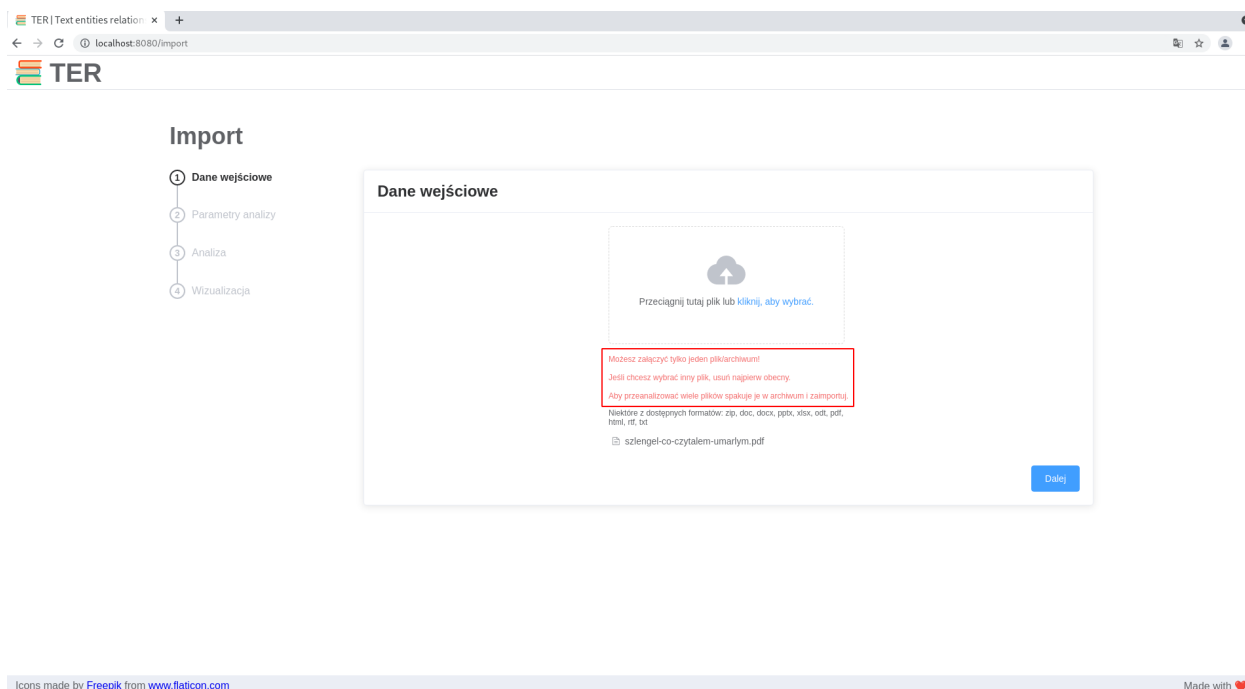 TER | Text entities relation
localhost:8080/import
TER
Import
1 Dane wejściowe
2 Parametry analizy
3 Analiza
4 Wizualizacja
Dane wejściowe
Przeciągnij tutaj plik lub kliknij, aby wybrać.
Możesz załączyć tylko jeden plik/archiwum!
Jeśli chcesz wybrać inny plik, usuń najpierw obecny.
Aby przeanalizować wiele plików spakuje je w archiwum i zaimportuj.
Niektóre z dostępnych formatów: zip, doc, docx, pptx, xlsx, odt, pdf,
html, rtf, txt
szlengel-co-czytalem-umarlym.pdf
Dalej
Icons made by Freepik from www.flaticon.com
Made with